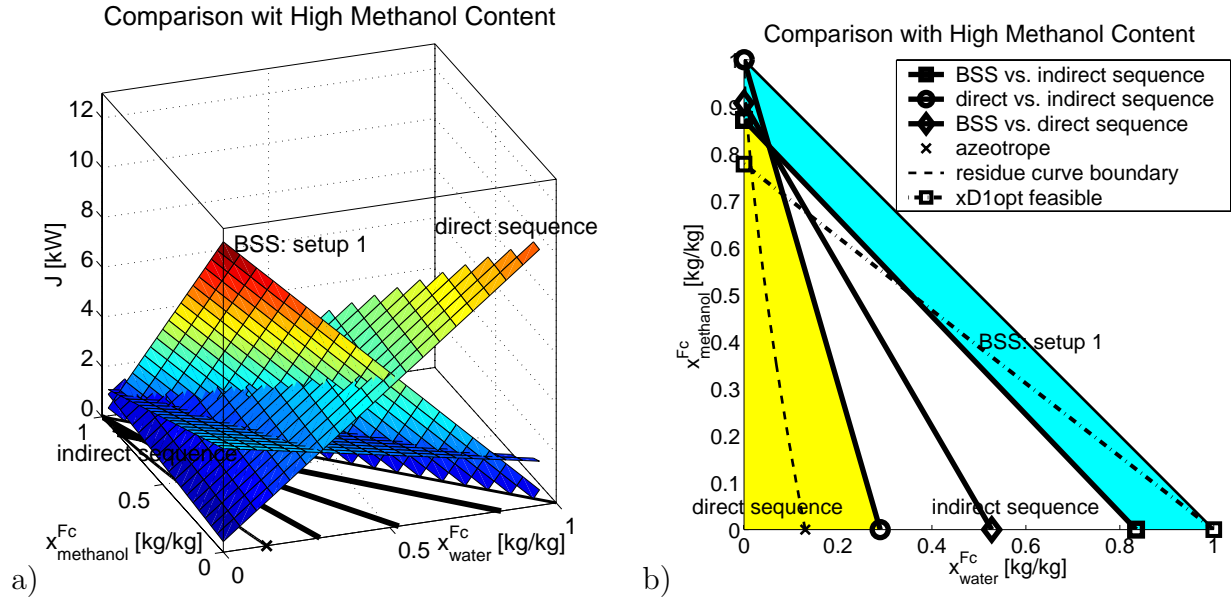 Comparison wit High Methanol Content
12
10
8
6
4
2
0
J [kW]
BSS: setup 1
direct sequence
indirect sequence
1
0.5
0
x^Fc_methanol [kg/kg]
0
0.5
1
x^Fc_water [kg/kg]
a)
Comparison with High Methanol Content
BSS vs. indirect sequence
direct vs. indirect sequence
BSS vs. direct sequence
azeotrope
residue curve boundary
xD1opt feasible
1
0.9
0.8
0.7
0.6
0.5
0.4
0.3
0.2
0.1
0
x^Fc_methanol [kg/kg]
BSS: setup 1
direct sequence
indirect sequence
0
0.2
0.4
0.6
0.8
1
x^Fc_water [kg/kg]
b)